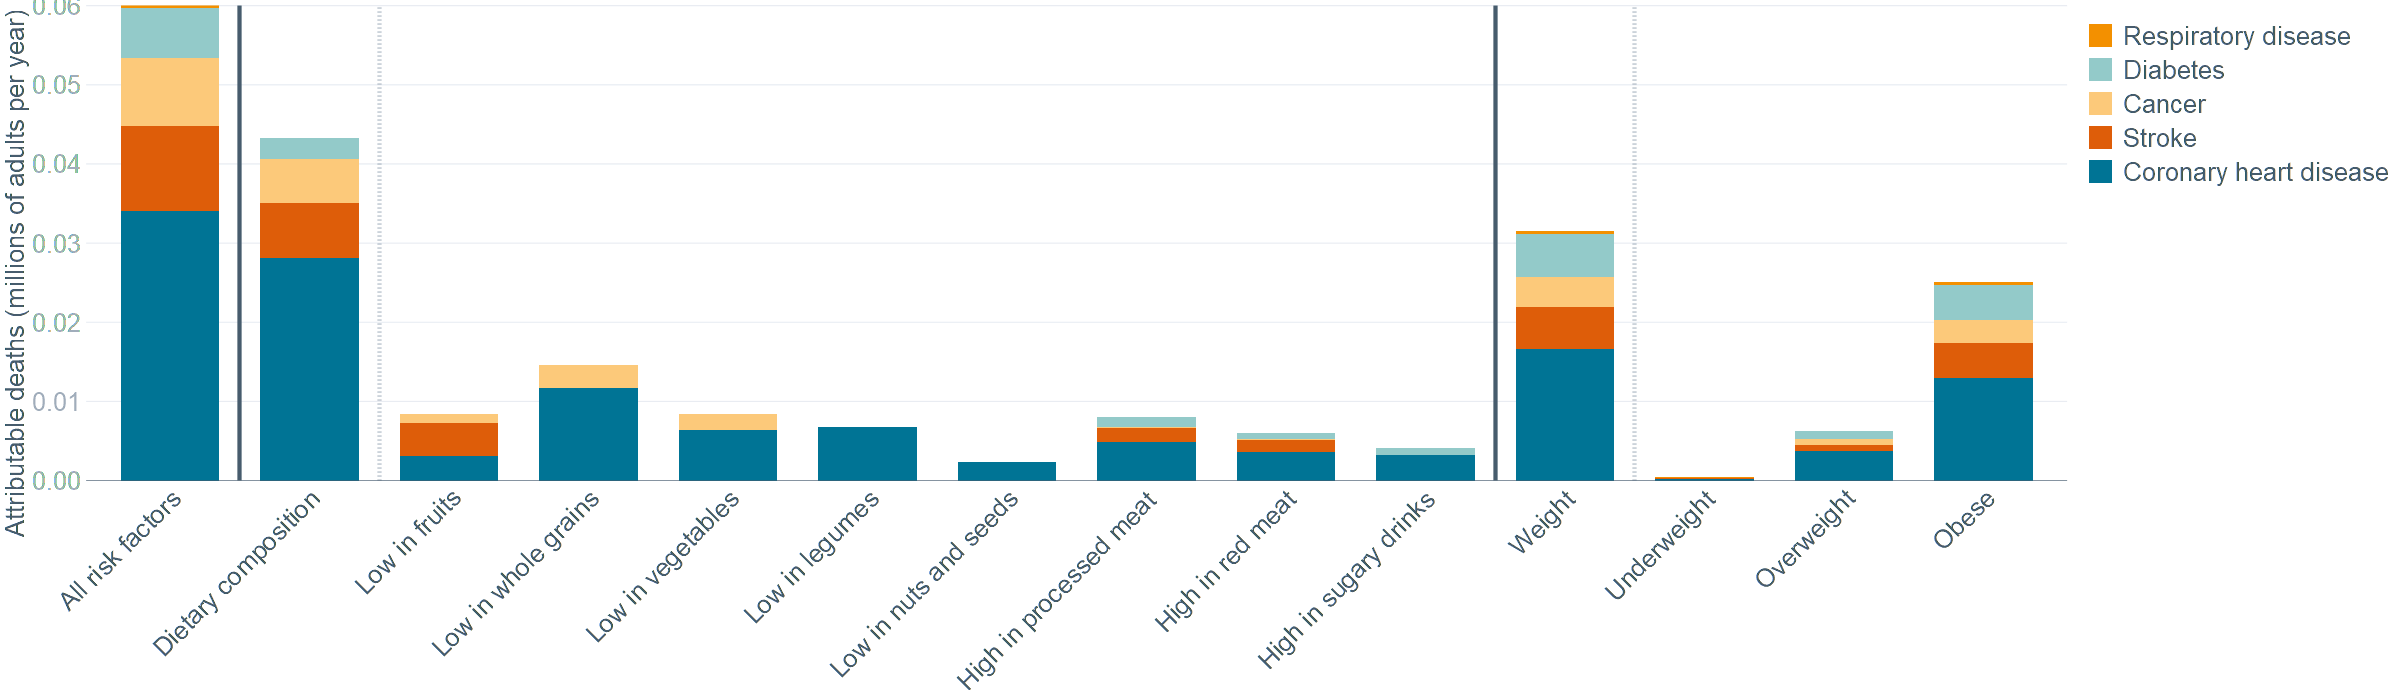 Attributable deaths (millions of adults per year)
0.06
0.05
0.04
0.03
0.02
0.01
0.00
All risk factors
Dietary composition
Low in fruits
Low in whole grains
Low in vegetables
Low in legumes
Low in nuts and seeds
High in processed meat
High in red meat
High in sugary drinks
Weight
Underweight
Overweight
Obese
Respiratory disease
Diabetes
Cancer
Stroke
Coronary heart disease